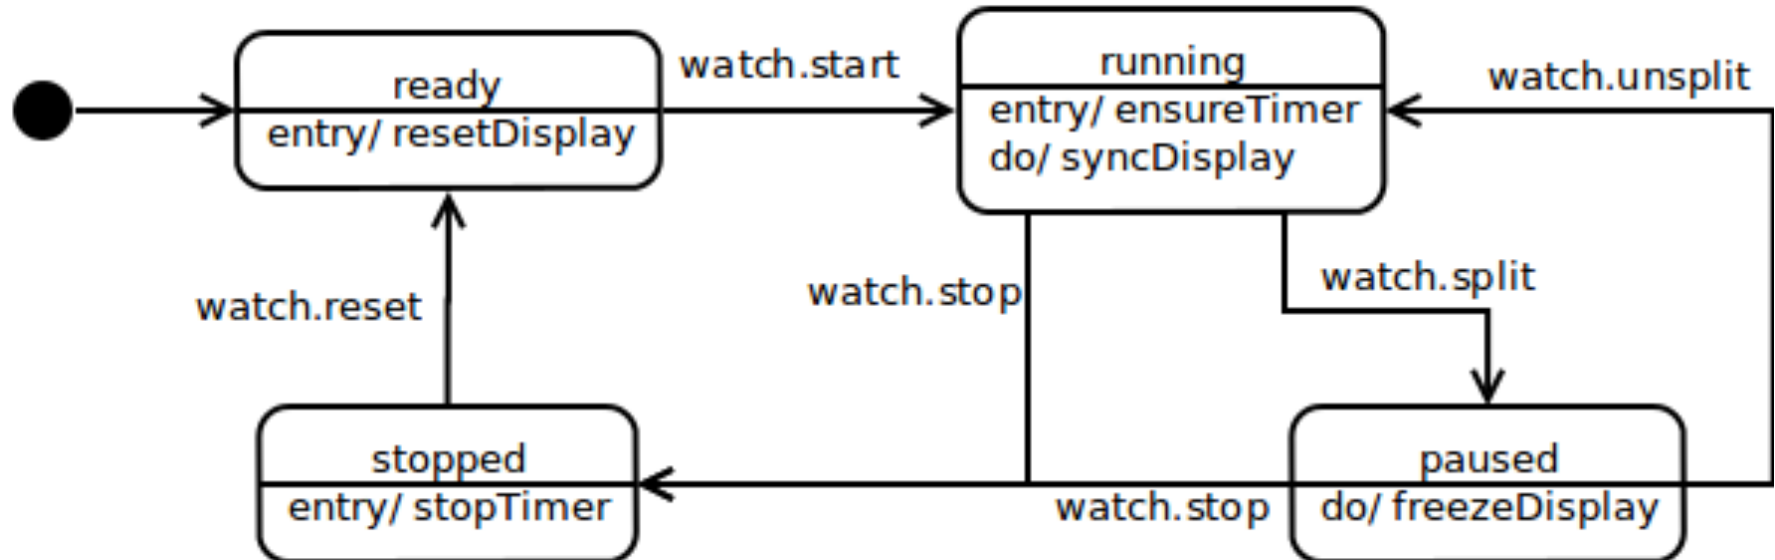 ready
entry/ resetDisplay
watch.start
running
entry/ ensureTimer
do/ syncDisplay
watch.unsplit
watch.reset
watch.stop
watch.split
stopped
entry/ stopTimer
watch.stop
paused
do/ freezeDisplay